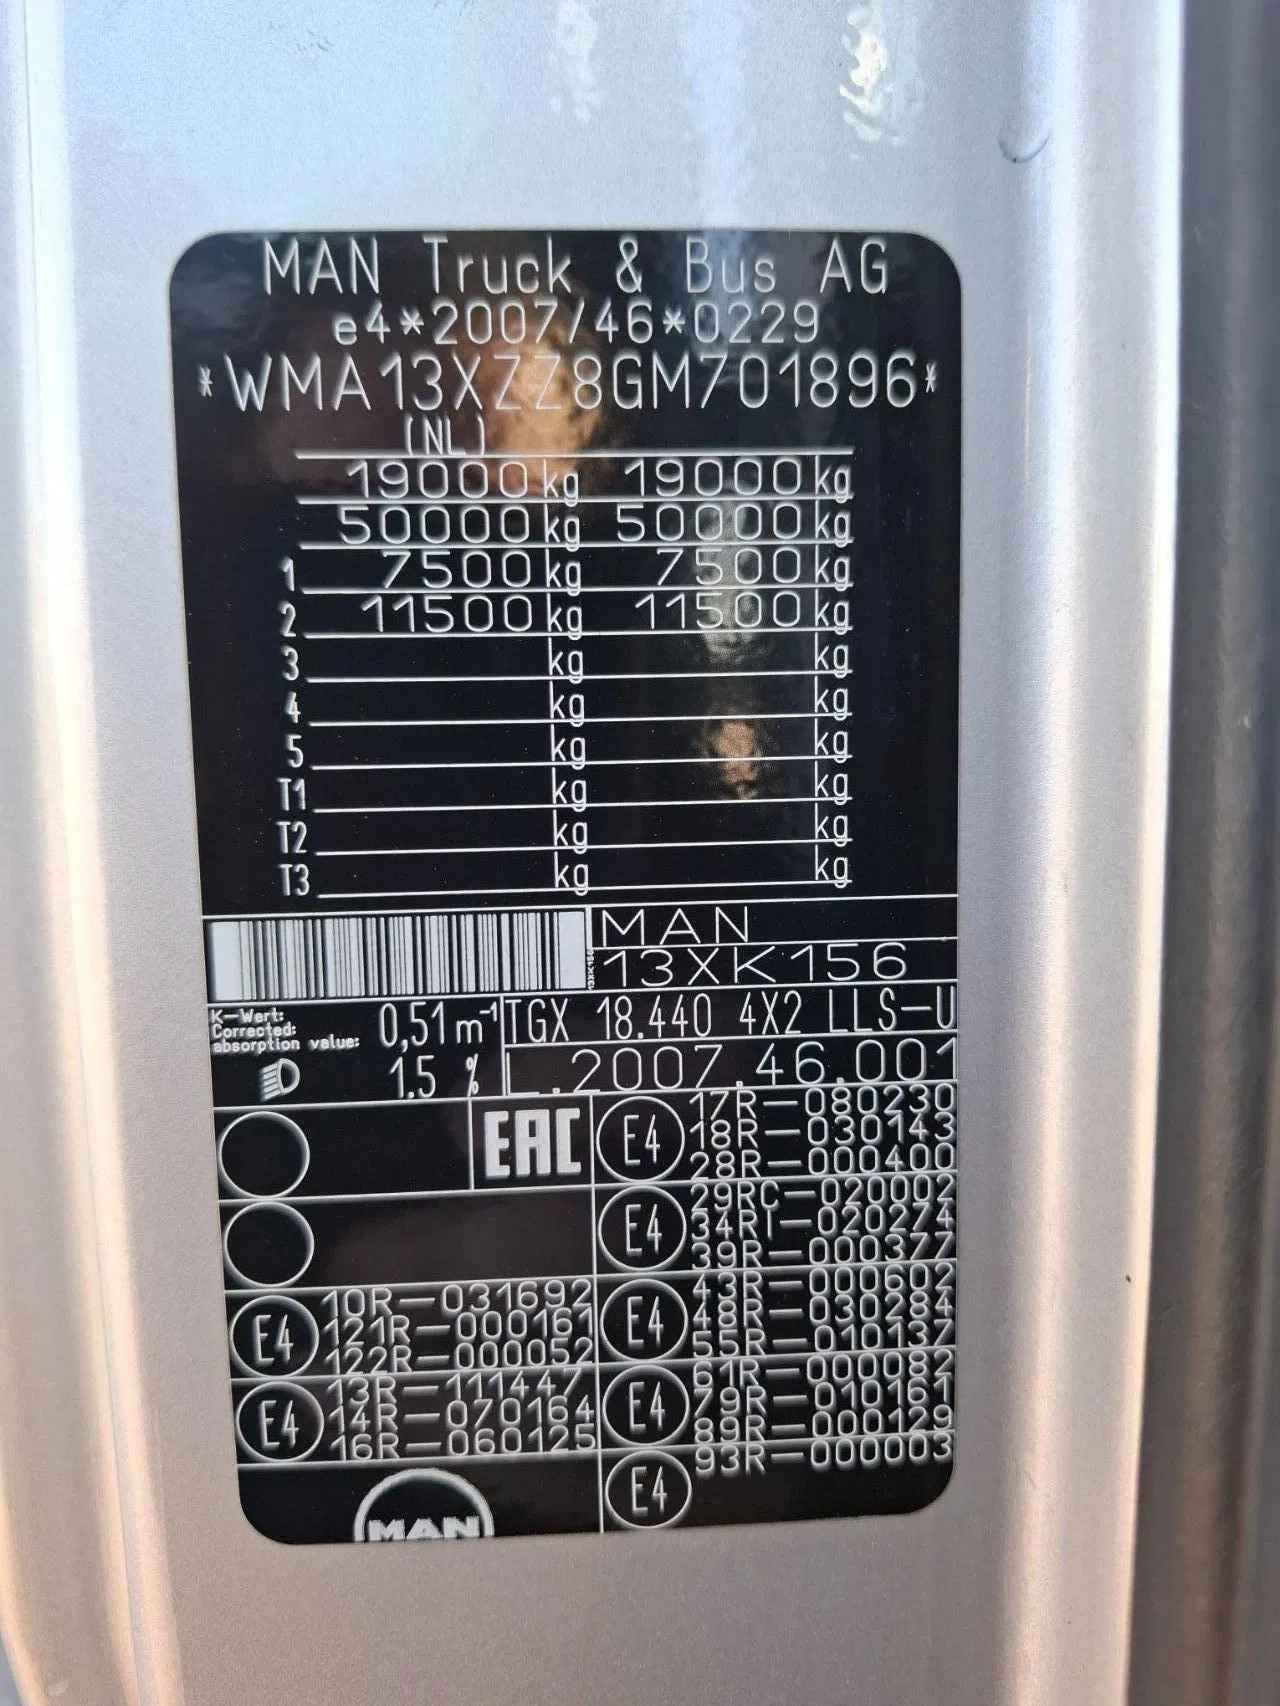 MAN Truck & Bus AG
e4*2007/46*0229
*WMA13XZZ8GM701896*
(NL)
19000kg 19000kg
50000kg 50000kg
1 7500kg 7500kg
2 11500kg 11500kg
3 kg kg
4 kg kg
5 kg kg
T1 kg kg
T2 kg kg
T3 kg kg
MAN
13XK156
13XK156
K-Wert:
Corrected:
absorption value: 0,51 m⁻¹
TGX 18.440 4X2 LLS-U
1.5 %
L.2007.46.001
EAC
E4
17R-080230
18R-030143
28R-000400
E4
29RC-020002
34RI-020274
39R-000377
E4
10R-031692
121R-000161
122R-000052
E4
43R-000602
48R-030284
55R-010137
E4
13R-111447
14R-070164
16R-060125
E4
61R-000082
79R-010161
89R-000129
E4
93R-000003
MAN